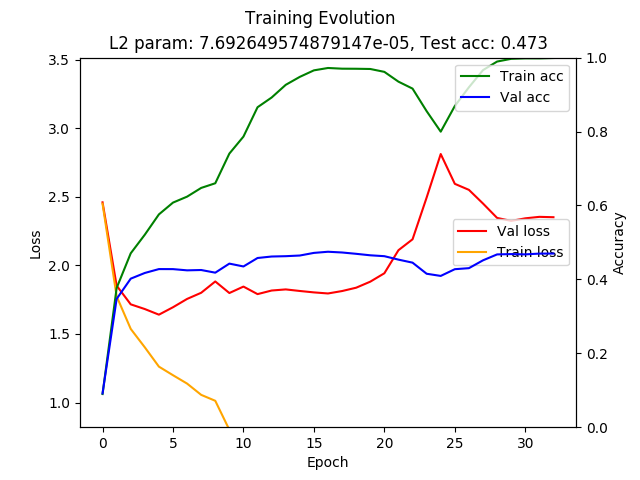 Training Evolution
L2 param: 7.692649574879147e-05, Test acc: 0.473
3.5
3.0
2.5
2.0
1.5
1.0
Loss
1.0
0.8
0.6
0.4
0.2
0.0
Accuracy
Train acc
Val acc
Val loss
Train loss
0 5 10 15 20 25 30
Epoch